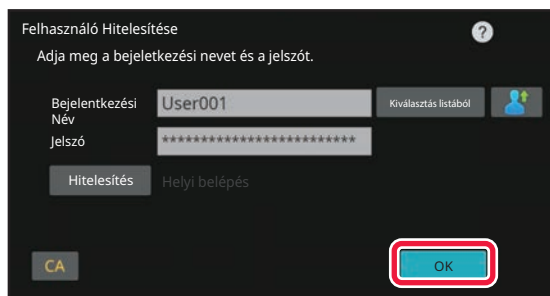 Felhasználó Hitelesítése
?
Adja meg a bejeletkezési nevet és a jelszót.
Bejelentkezési
Név
User001
Kiválasztás listából
Jelszó
*************************
Hitelesítés
Helyi belépés
CA
OK